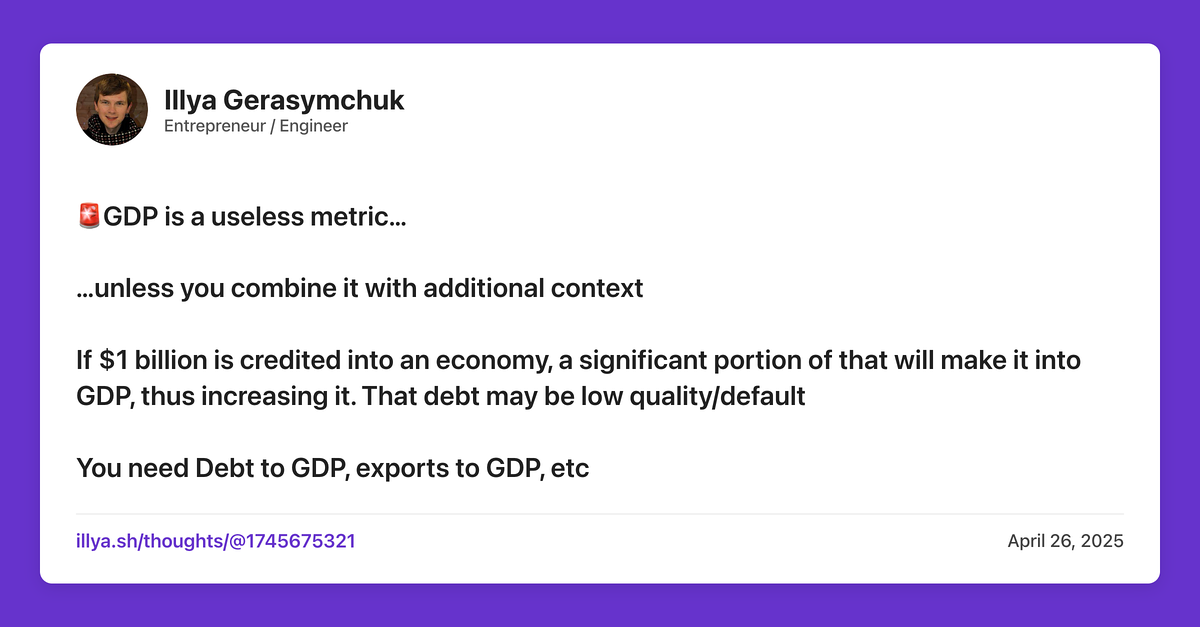 Illya Gerasymchuk
Entrepreneur / Engineer
🚨GDP is a useless metric...
...unless you combine it with additional context
If $1 billion is credited into an economy, a significant portion of that will make it into
GDP, thus increasing it. That debt may be low quality/default
You need Debt to GDP, exports to GDP, etc
illya.sh/thoughts/@1745675321
April 26, 2025